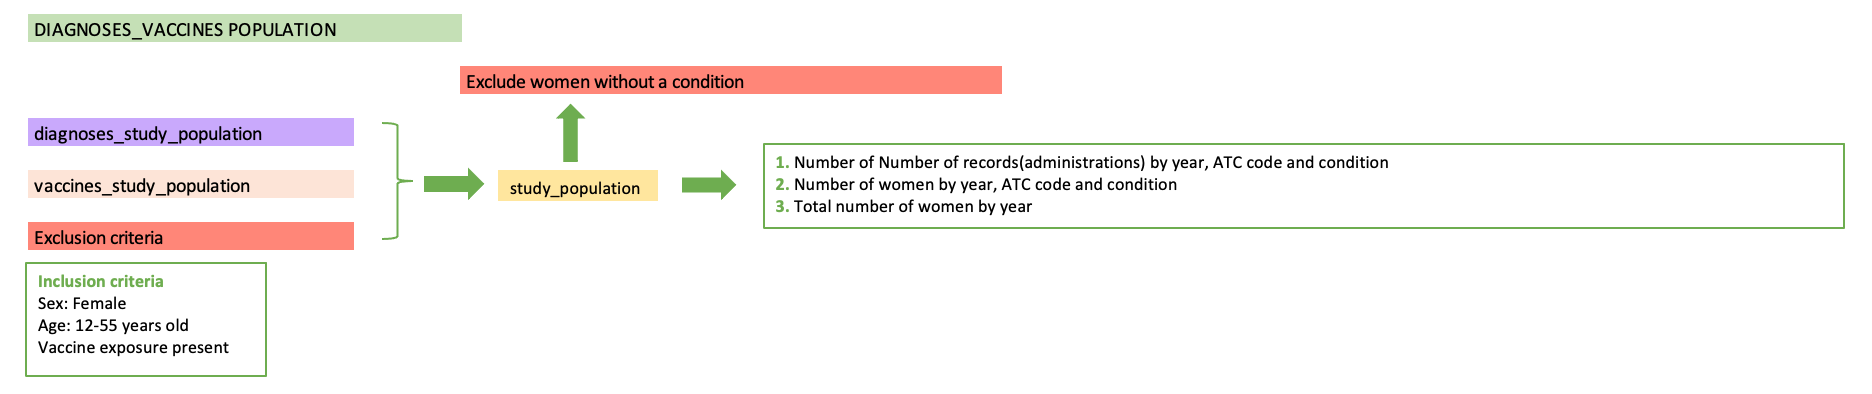 DIAGNOSES_VACCINES POPULATION
Exclude women without a condition
diagnoses_study_population
vaccines_study_population
Exclusion criteria
study_population
1. Number of Number of records(administrations) by year, ATC code and condition
2. Number of women by year, ATC code and condition
3. Total number of women by year
Inclusion criteria
Sex: Female
Age: 12-55 years old
Vaccine exposure present